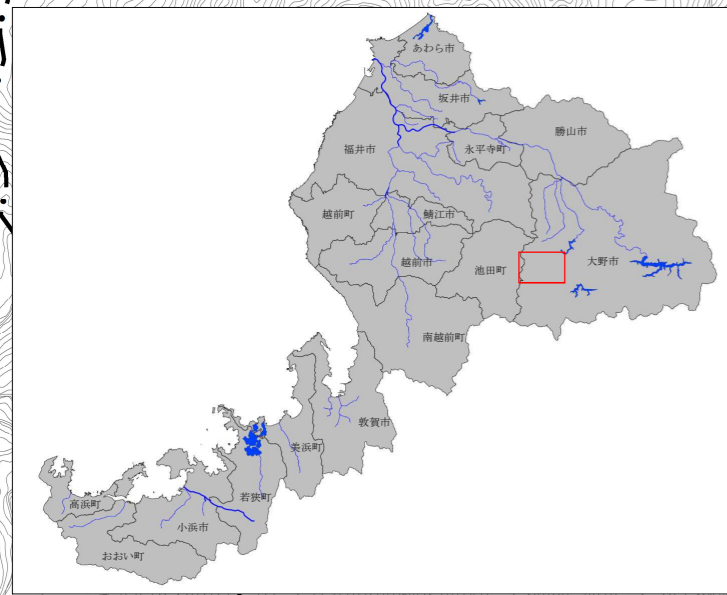 あわら市
坂井市
勝山市
福井市
永平寺町
越前町
鯖江市
越前市
池田町
大野市
南越前町
敦賀市
美浜町
若狭町
高浜町
小浜市
おおい町